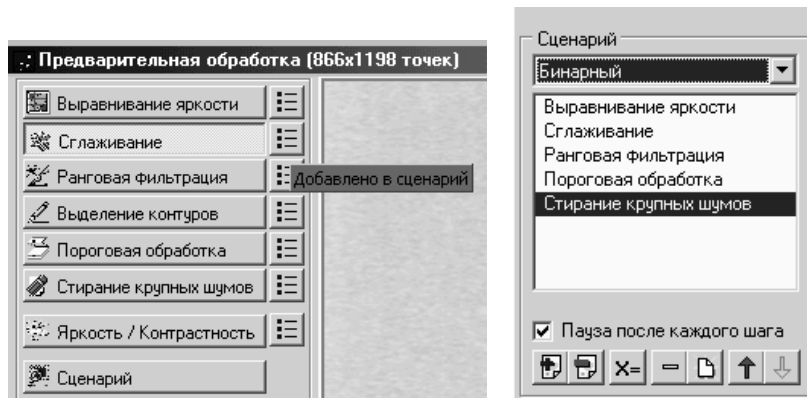 Предварительная обработка (866x1198 точек)
Выравнивание яркости
Сглаживание
Ранговая фильтрация
Добавлено в сценарий
Выделение контуров
Пороговая обработка
Стирание крупных шумов
Яркость / Контрастность
Сценарий
Сценарий
Бинарный
Выравнивание яркости
Сглаживание
Ранговая фильтрация
Пороговая обработка
Стирание крупных шумов
Пауза после каждого шага
X=